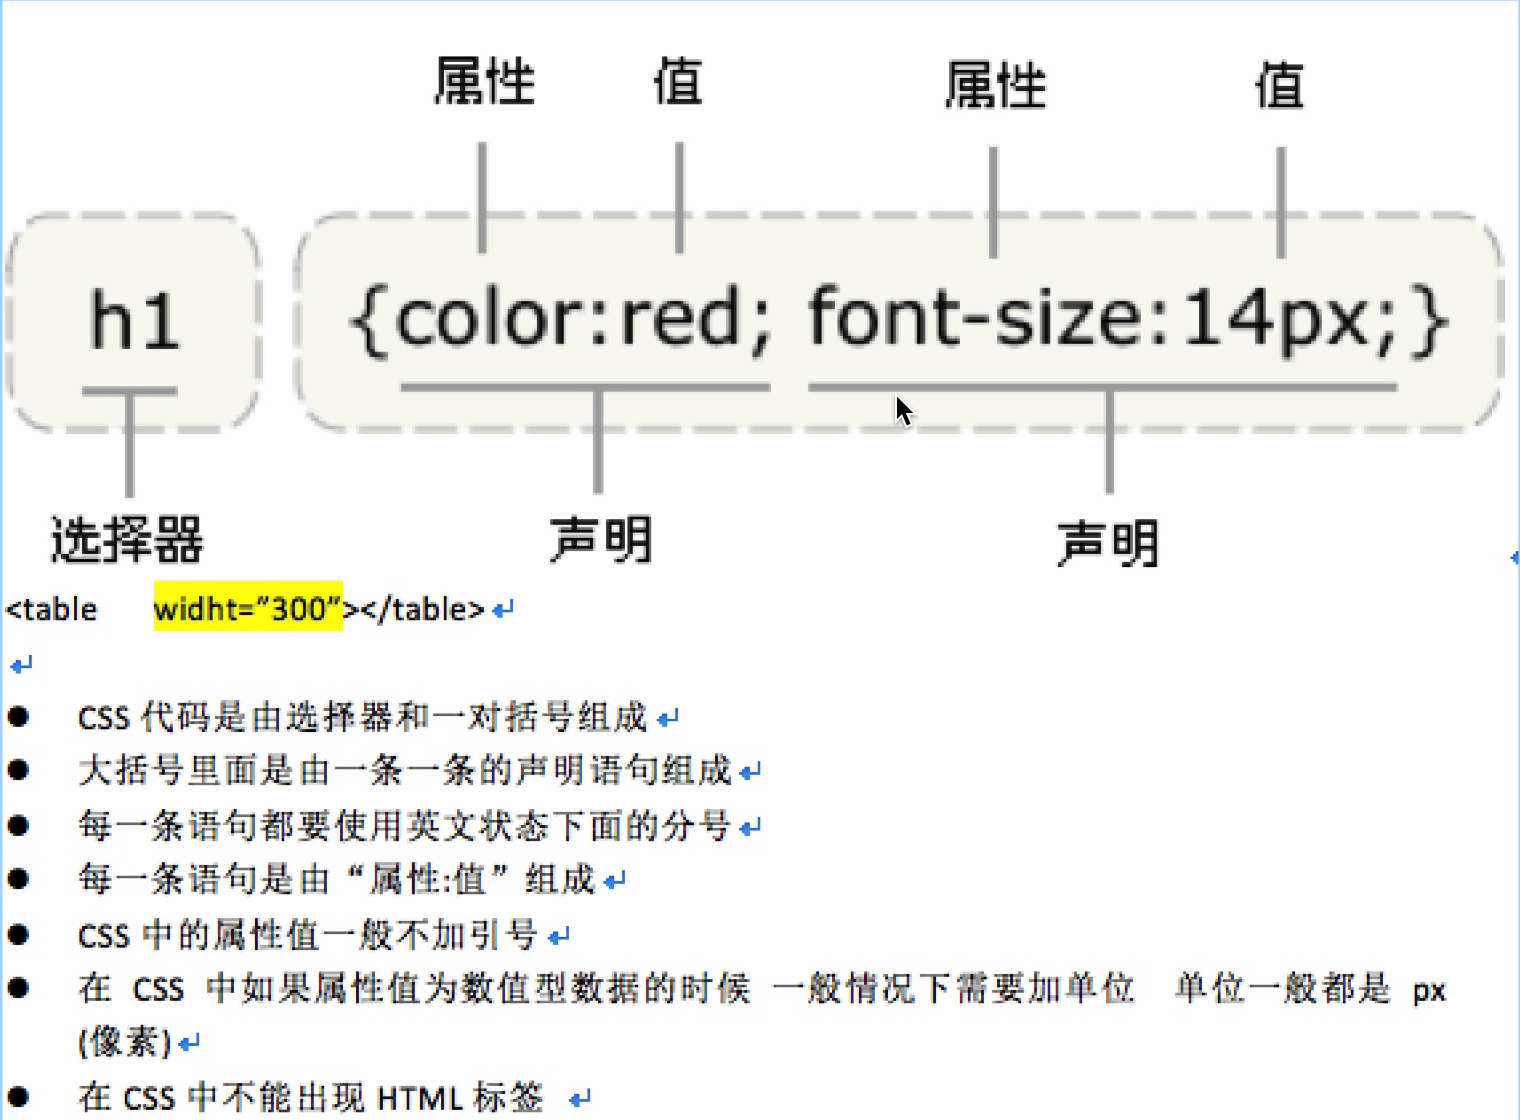 属性 值 属性 值
h1 {color:red; font-size:14px;}
选择器 声明 声明
<table widht=”300”></table>
● CSS 代码是由选择器和一对括号组成
● 大括号里面是由一条一条的声明语句组成
● 每一条语句都要使用英文状态下面的分号
● 每一条语句是由“属性:值”组成
● CSS 中的属性值一般不加引号
● 在 CSS 中如果属性值为数值型数据的时候 一般情况下需要加单位 单位一般都是 px
(像素)
● 在 CSS 中不能出现 HTML 标签